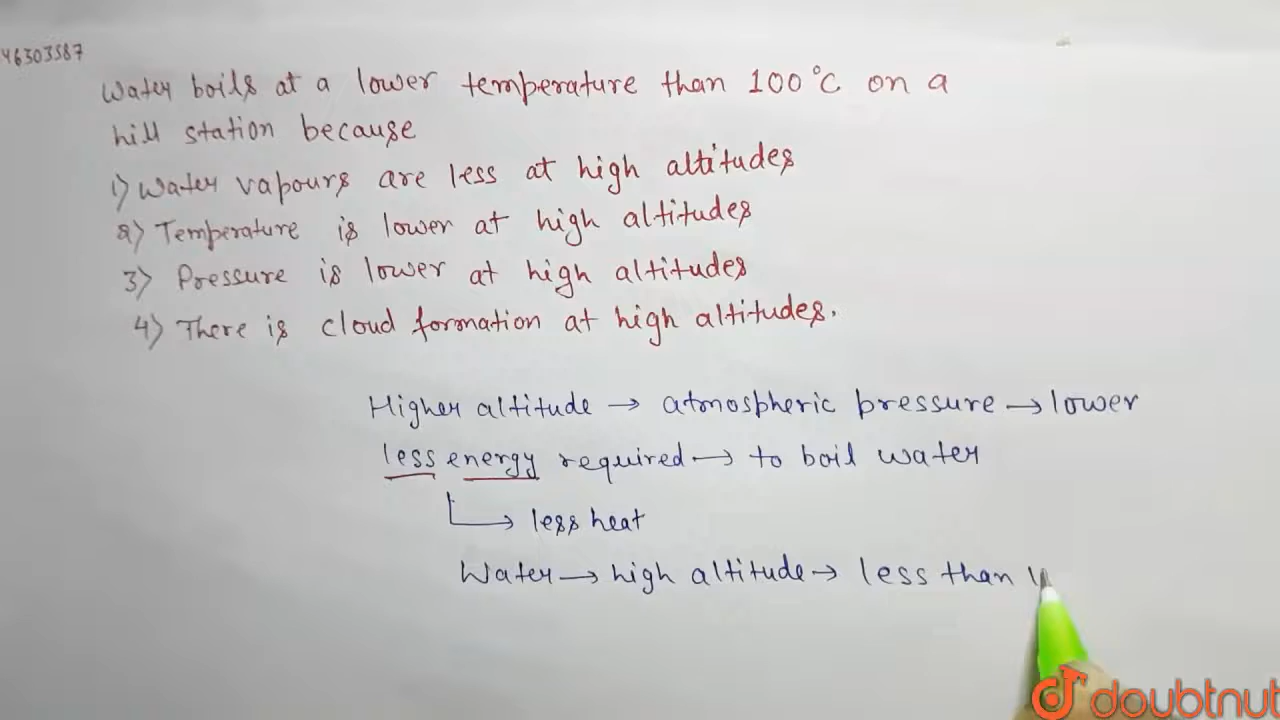 46303587
Water boils at a lower temperature than 100°C on a
hill station because
1) Water vapours are less at high altitudes
2) Temperature is lower at high altitudes
3) Pressure is lower at high altitudes
4) There is cloud formation at high altitudes.
Higher altitude → atmospheric pressure → lower
less energy required → to boil water
→ less heat
Water → high altitude → less than
doubtnut